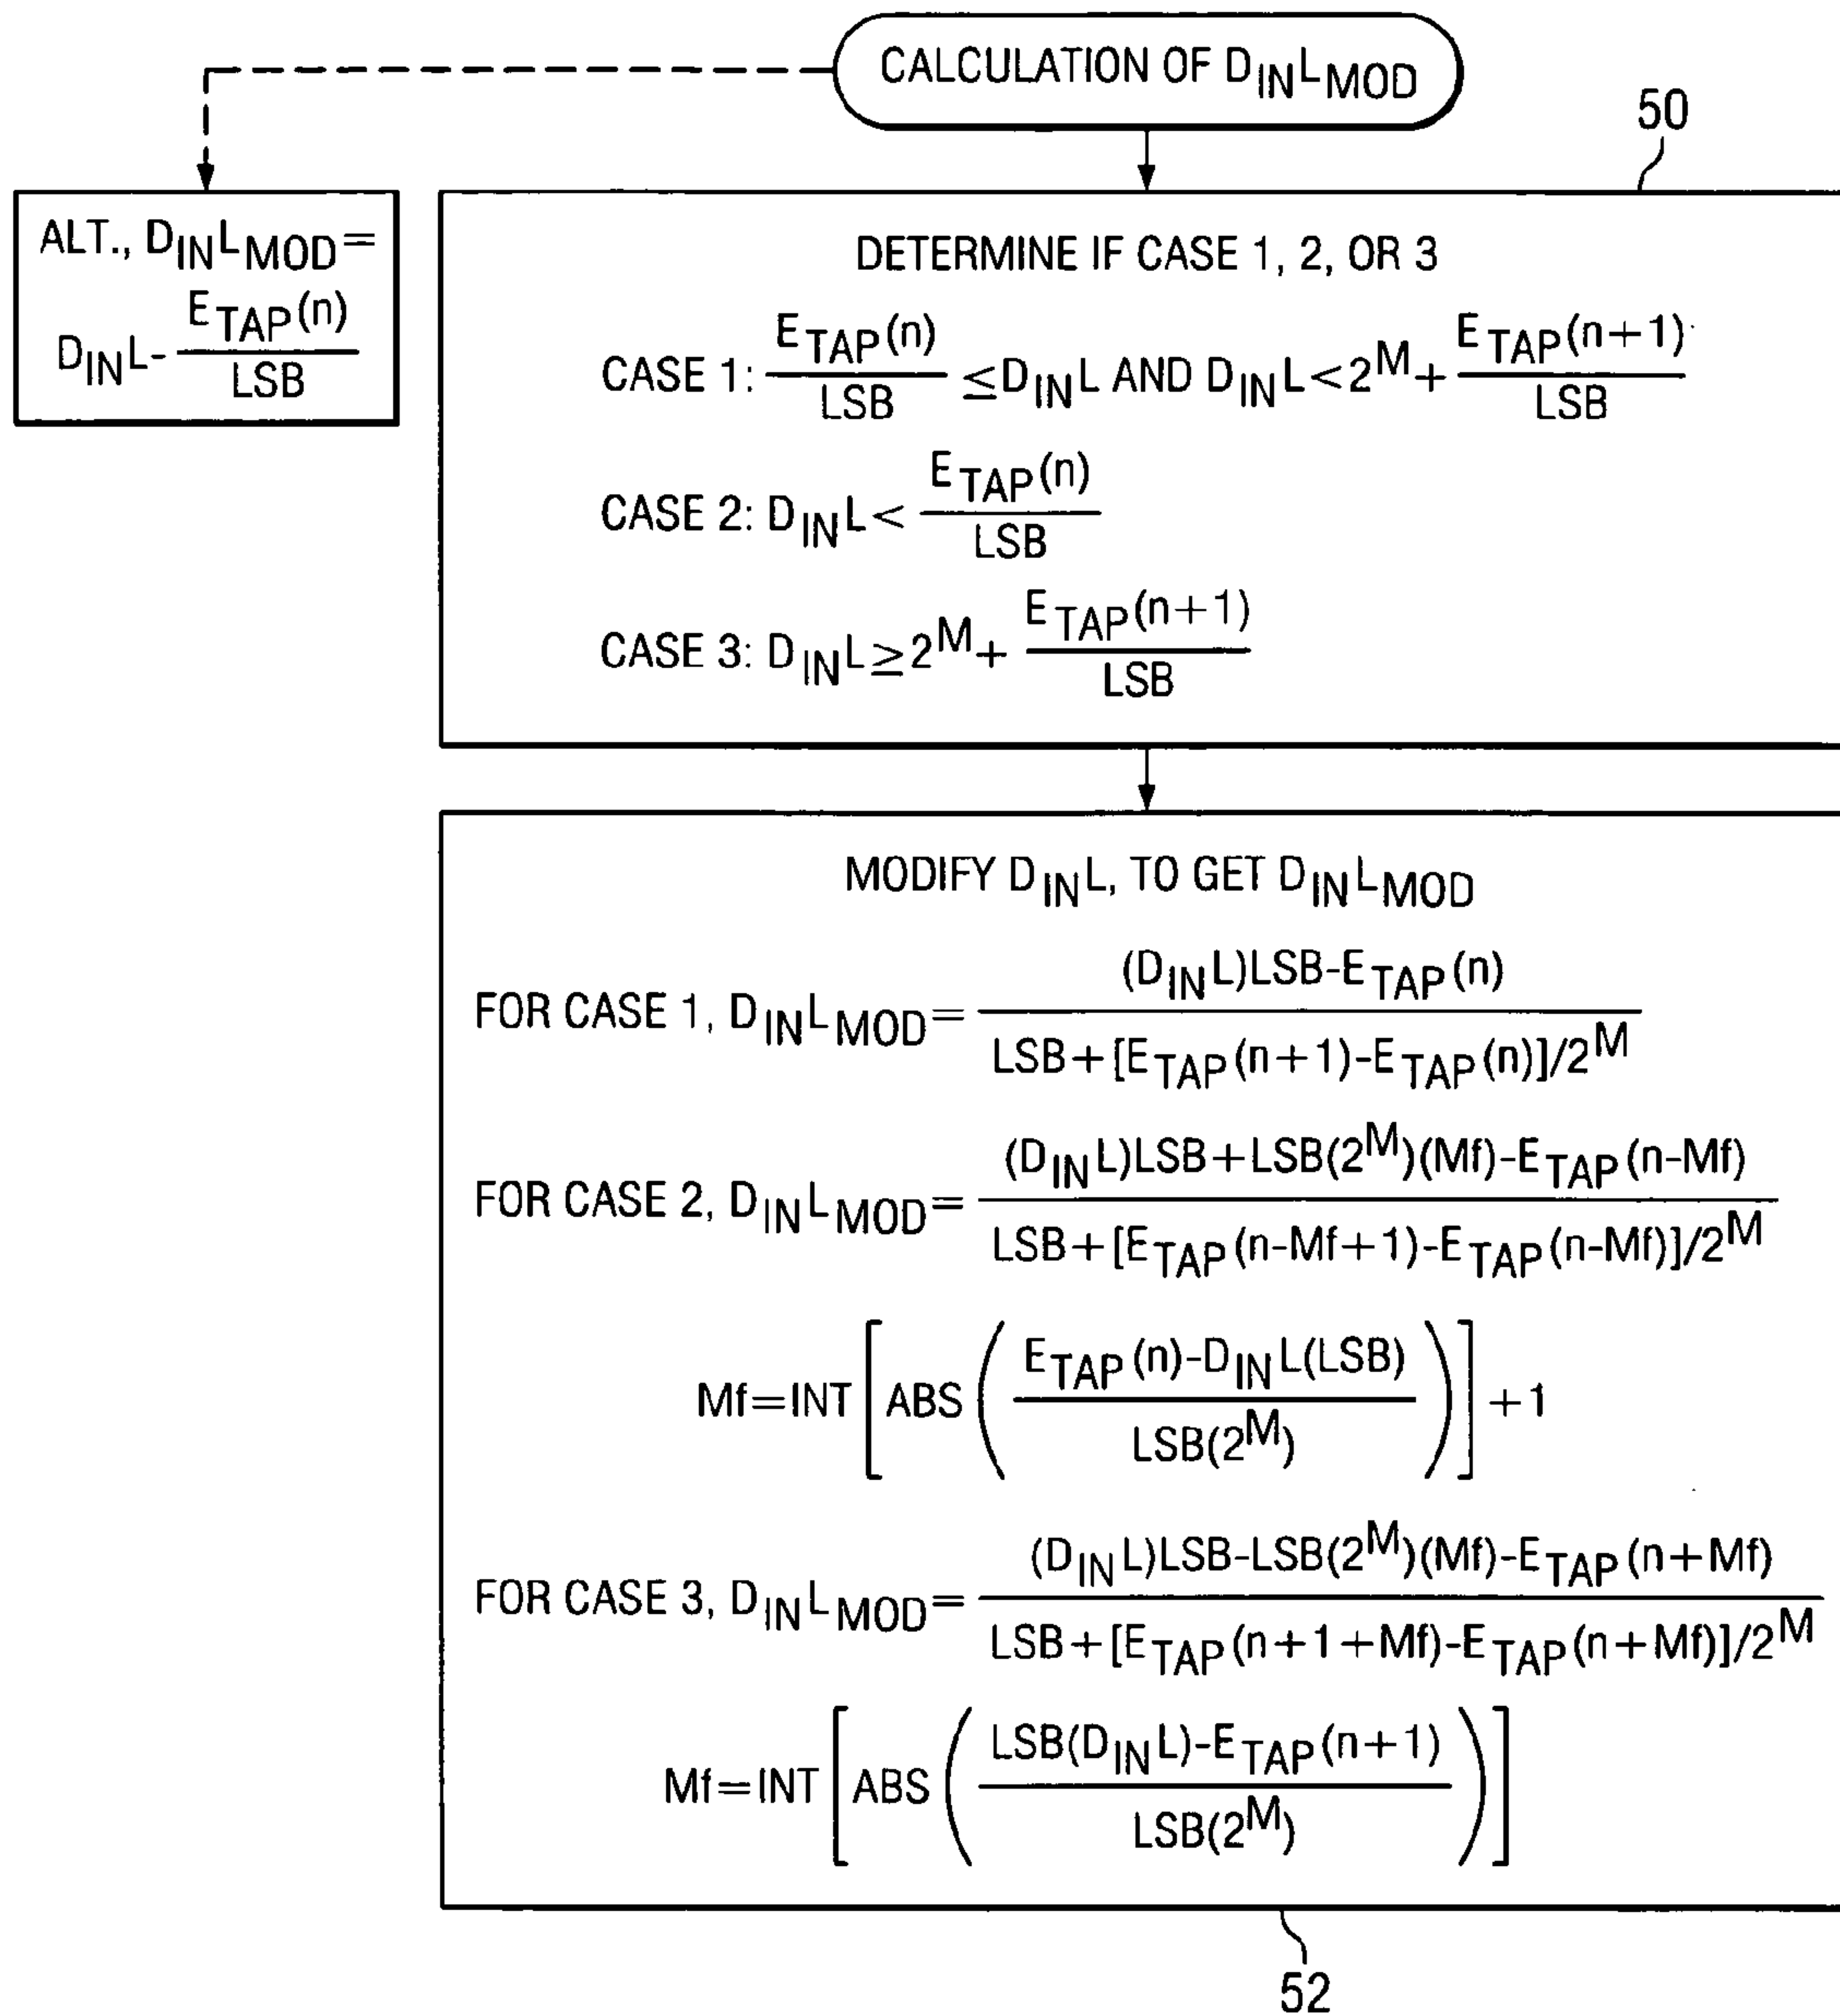 CALCULATION OF D_IN L_MOD
50
ALT., D_IN L_MOD =
D_IN L - E_TAP(n) / LSB
DETERMINE IF CASE 1, 2, OR 3
CASE 1: E_TAP(n) / LSB ≤ D_IN L AND D_IN L < 2^M + E_TAP(n+1) / LSB
CASE 2: D_IN L < E_TAP(n) / LSB
CASE 3: D_IN L ≥ 2^M + E_TAP(n+1) / LSB
MODIFY D_IN L, TO GET D_IN L_MOD
FOR CASE 1, D_IN L_MOD = (D_IN L)LSB-E_TAP(n) / LSB+[E_TAP(n+1)-E_TAP(n)]/2^M
FOR CASE 2, D_IN L_MOD = (D_IN L)LSB+LSB(2^M)(Mf)-E_TAP(n-Mf) / LSB+[E_TAP(n-Mf+1)-E_TAP(n-Mf)]/2^M
Mf=INT[ABS(E_TAP(n)-D_IN L(LSB) / LSB(2^M))]+1
FOR CASE 3, D_IN L_MOD = (D_IN L)LSB-LSB(2^M)(Mf)-E_TAP(n+Mf) / LSB+[E_TAP(n+1+Mf)-E_TAP(n+Mf)]/2^M
Mf=INT[ABS(LSB(D_IN L)-E_TAP(n+1) / LSB(2^M))]
52